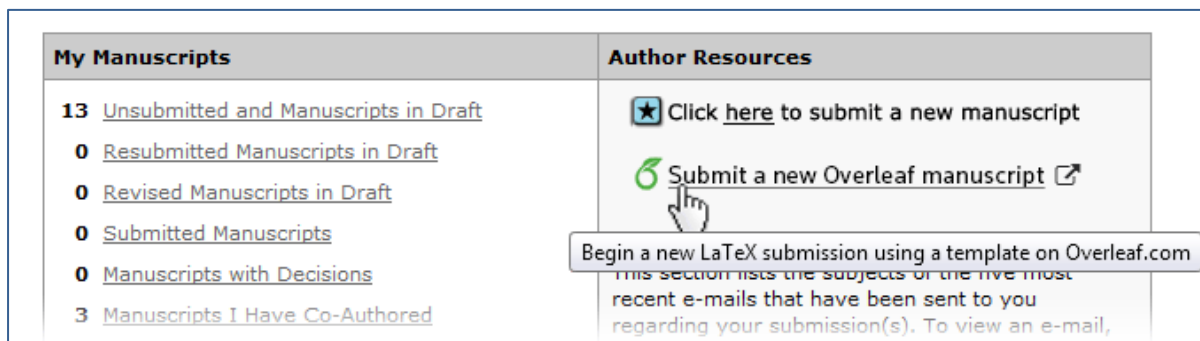 My Manuscripts
13 Unsubmitted and Manuscripts in Draft
0 Resubmitted Manuscripts in Draft
0 Revised Manuscripts in Draft
0 Submitted Manuscripts
0 Manuscripts with Decisions
3 Manuscripts I Have Co-Authored
Author Resources
Click here to submit a new manuscript
Submit a new Overleaf manuscript
Begin a new LaTeX submission using a template on Overleaf.com
This section lists the subjects of the five most
recent e-mails that have been sent to you
regarding your submission(s). To view an e-mail,